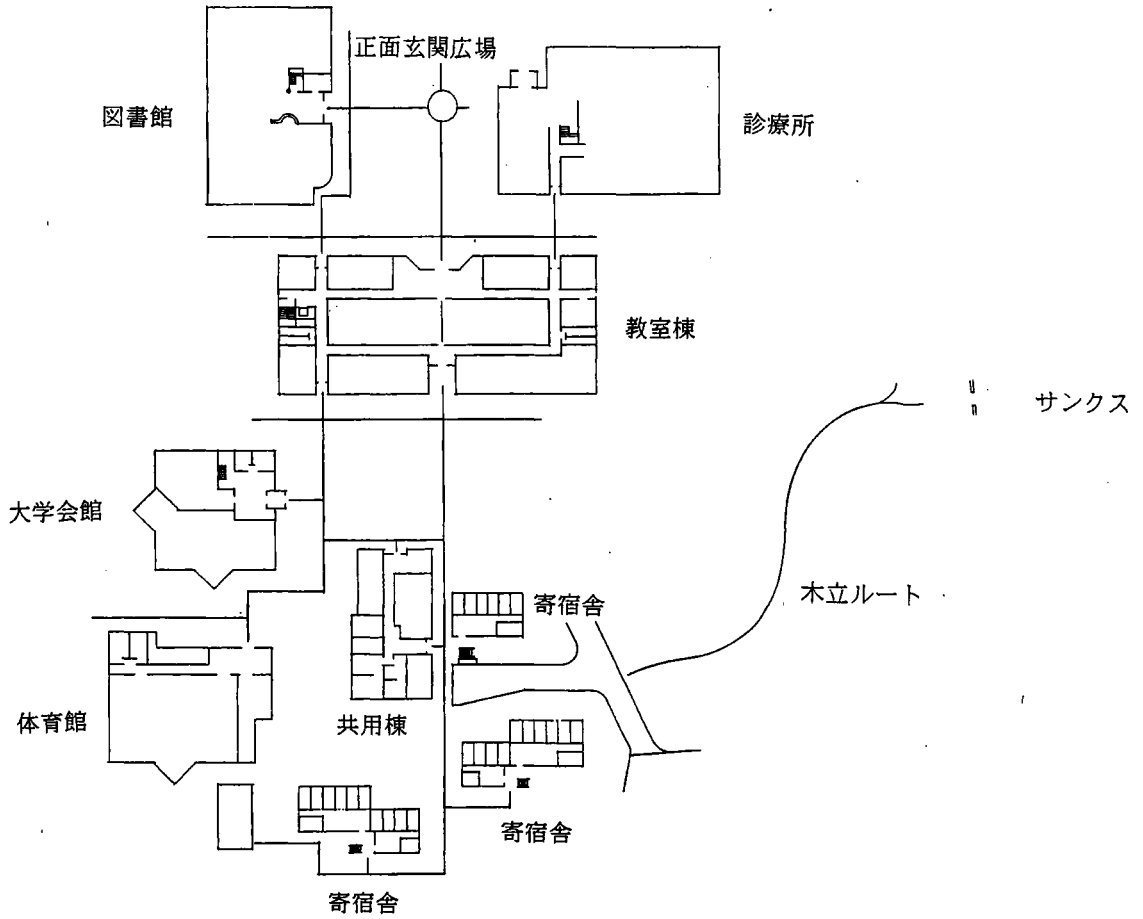 正面玄関広場
図書館
診療所
教室棟
サンクス
大学会館
木立ルート
寄宿舎
体育館
共用棟
寄宿舎
寄宿舎